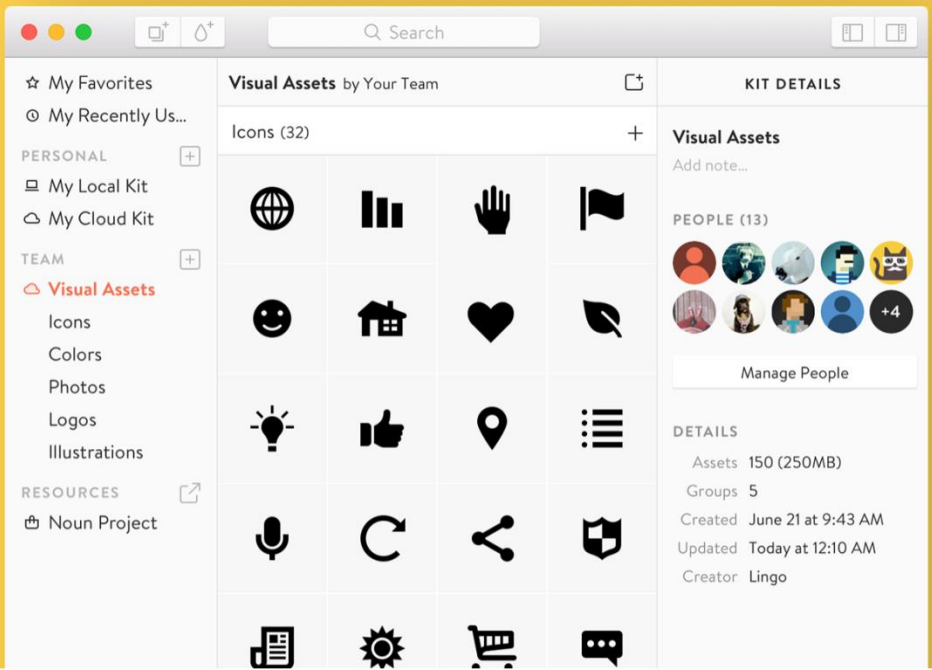 Search
My Favorites
My Recently Us...
PERSONAL
My Local Kit
My Cloud Kit
TEAM
Visual Assets
Icons
Colors
Photos
Logos
Illustrations
RESOURCES
Noun Project
Visual Assets by Your Team
Icons (32)
KIT DETAILS
Visual Assets
Add note...
PEOPLE (13)
+4
Manage People
DETAILS
Assets 150 (250MB)
Groups 5
Created June 21 at 9:43 AM
Updated Today at 12:10 AM
Creator Lingo